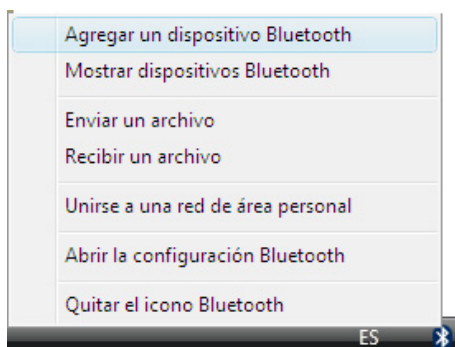 Agregar un dispositivo Bluetooth
Mostrar dispositivos Bluetooth
Enviar un archivo
Recibir un archivo
Unirse a una red de área personal
Abrir la configuración Bluetooth
Quitar el icono Bluetooth
ES